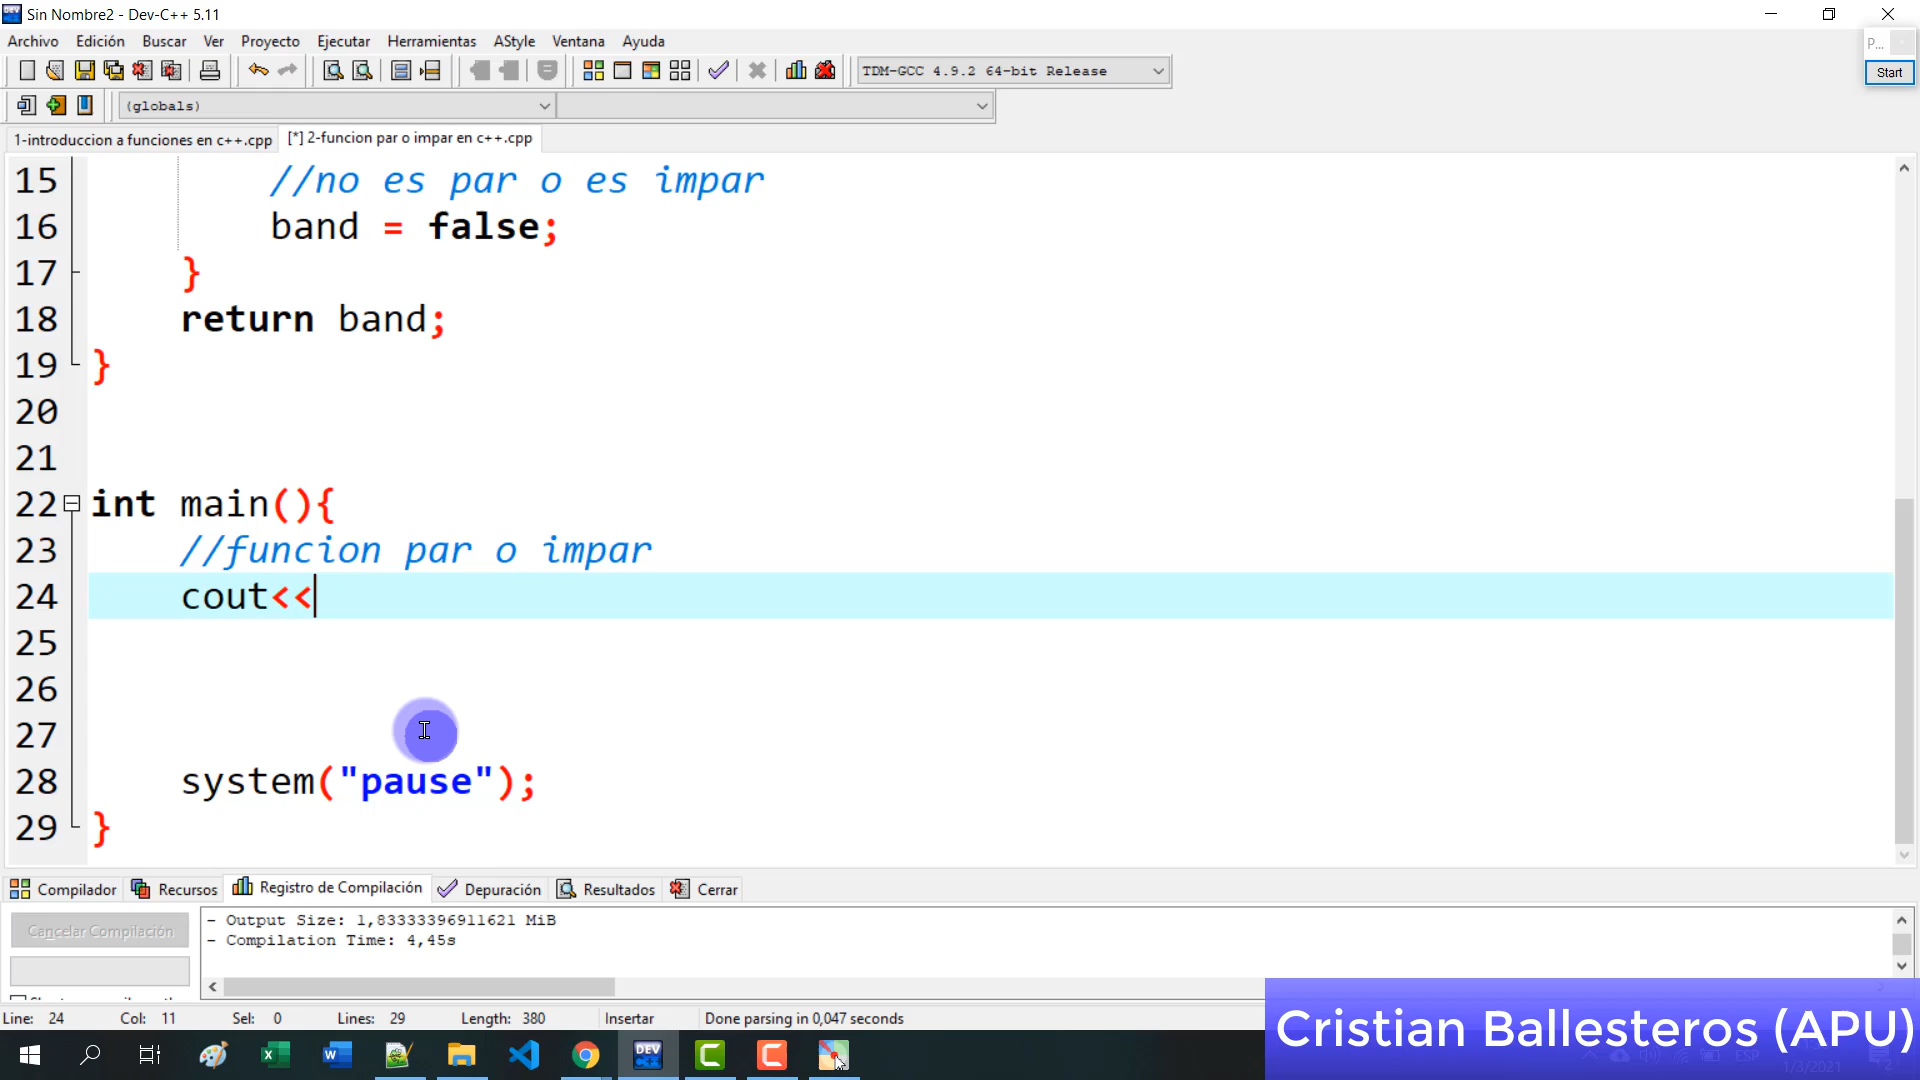 Sin Nombre2 - Dev-C++ 5.11
Archivo Edición Buscar Ver Proyecto Ejecutar Herramientas AStyle Ventana Ayuda
P...
Start
TDM-GCC 4.9.2 64-bit Release
(globals)
1-introduccion a funciones en c++.cpp [*] 2-funcion par o impar en c++.cpp
15 //no es par o es impar
16 band = false;
17 }
18 return band;
19 }
20
21
22 int main(){
23 //funcion par o impar
24 cout<<
25
26
27
28 system("pause");
29 }
Compilador Recursos Registro de Compilación Depuración Resultados Cerrar
Cancelar Compilación
- Output Size: 1,83333396911621 MiB
- Compilation Time: 4,45s
Line: 24 Col: 11 Sel: 0 Lines: 29 Length: 380 Insertar Done parsing in 0,047 seconds
Cristian Ballesteros (APU)
DEV
ESP
1/3/2021